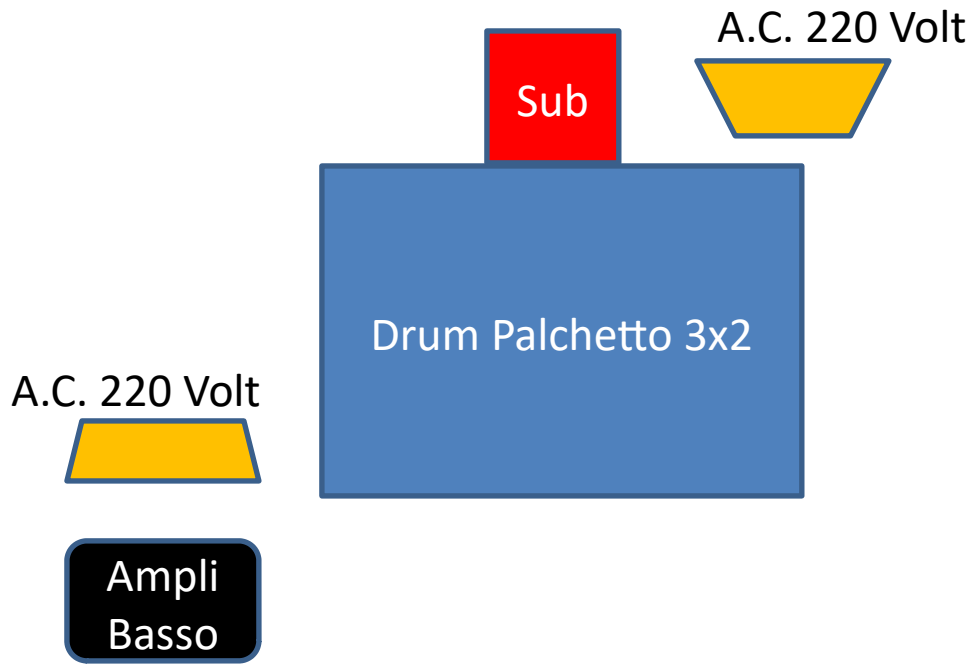 A.C. 220 Volt
Sub
Drum Palchetto 3x2
A.C. 220 Volt
Ampli
Basso